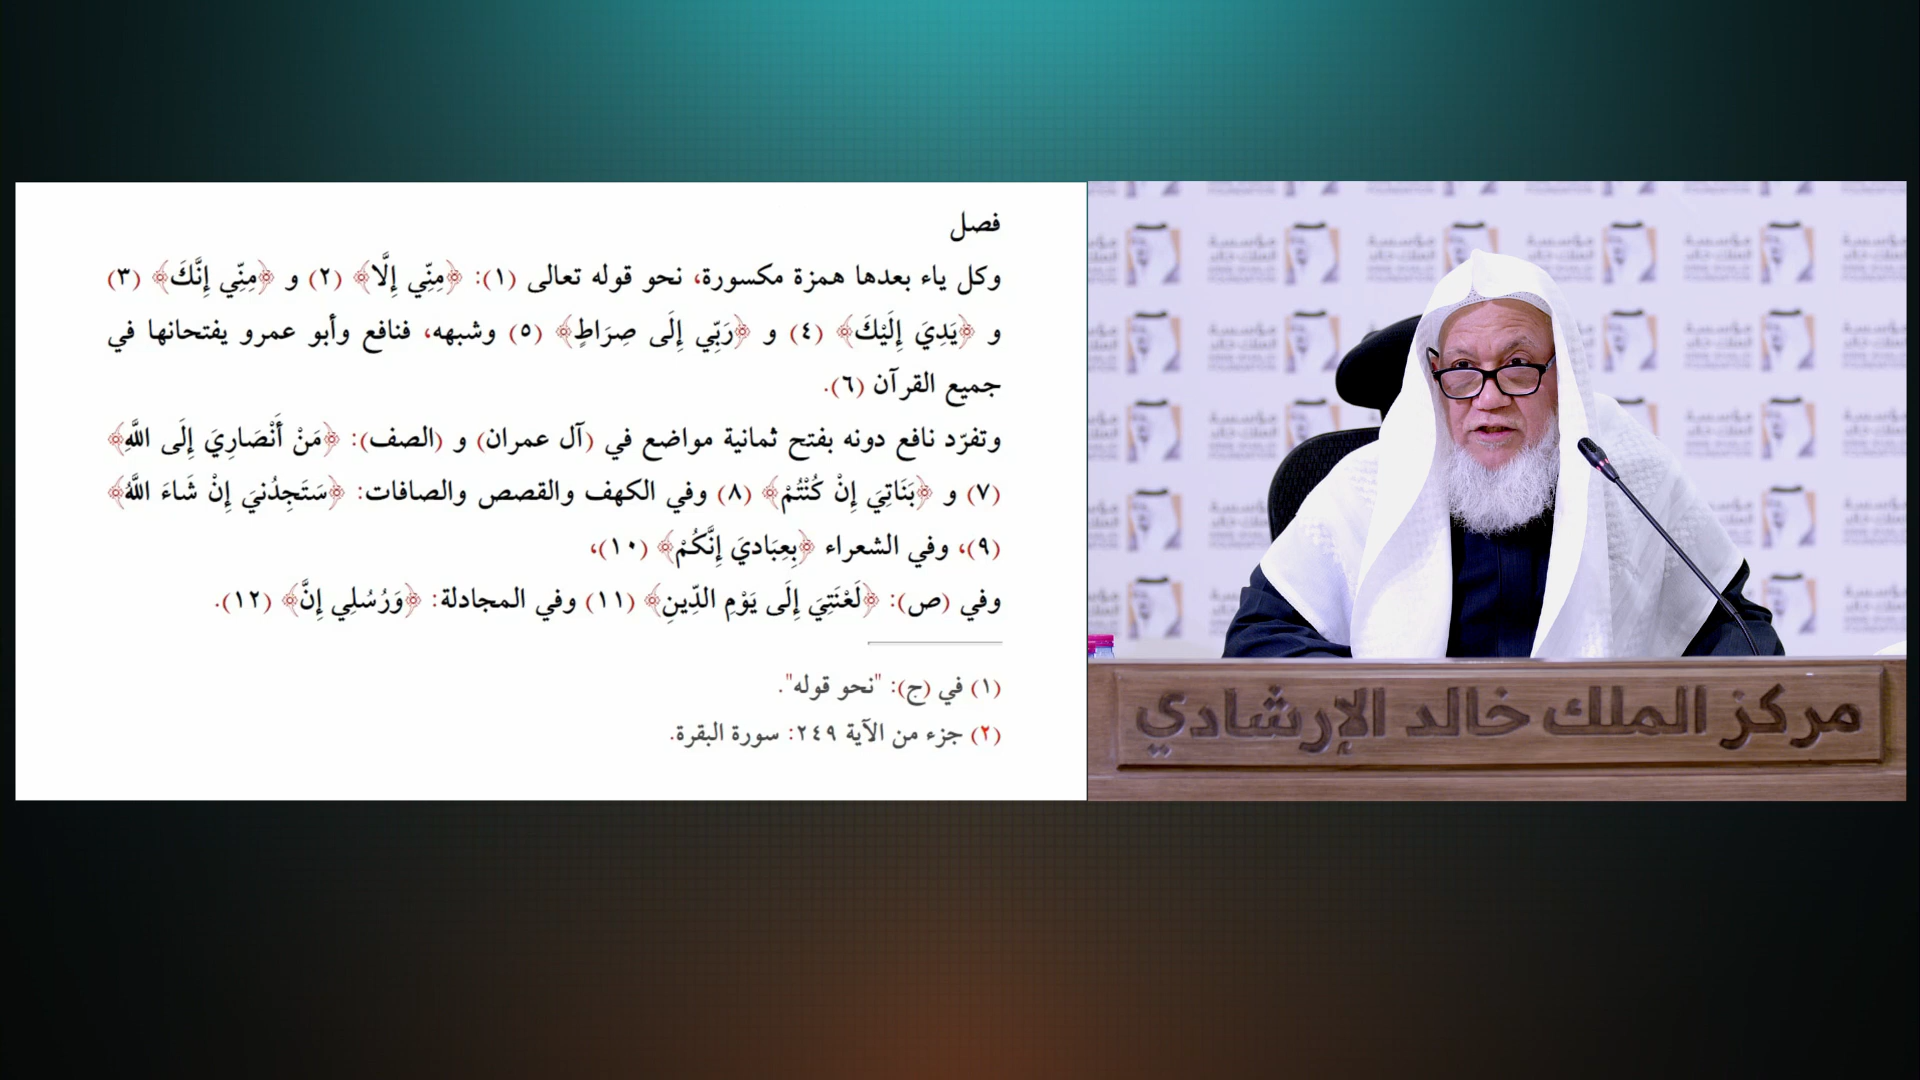 فصل
وكل ياء بعدها همزة مكسورة، نحو قوله تعالى (١): ﴿مِنِّي إِلَّا﴾ (٢) و ﴿مِنِّي إِنَّكَ﴾ (٣)
و ﴿يَدِيَ إِلَيْكَ﴾ (٤) و ﴿رَبِّي إِلَى صِرَاطٍ﴾ (٥) وشبهه، فنافع وأبو عمرو يفتحانها في
جميع القرآن (٦).
وتفرّد نافع دونه بفتح ثمانية مواضع في (آل عمران) و (الصف): ﴿مَنْ أَنْصَارِيَ إِلَى اللَّهِ﴾
(٧) و ﴿بَنَاتِيَ إِنْ كُنْتُمْ﴾ (٨) وفي الكهف والقصص والصافات: ﴿سَتَجِدُنيَ إِنْ شَاءَ اللَّهُ﴾
(٩)، وفي الشعراء ﴿بِعِبَاديَ إِنَّكُمْ﴾ (١٠)،
وفي (ص): ﴿لَعْنَتِيَ إِلَى يَوْمِ الدِّينِ﴾ (١١) وفي المجادلة: ﴿وَرُسُلِي إِنَّ﴾ (١٢).
(١) في (ح): "نحو قوله".
(٢) جزء من الآية ٢٤٩: سورة البقرة.
مركز الملك خالد الإرشادي